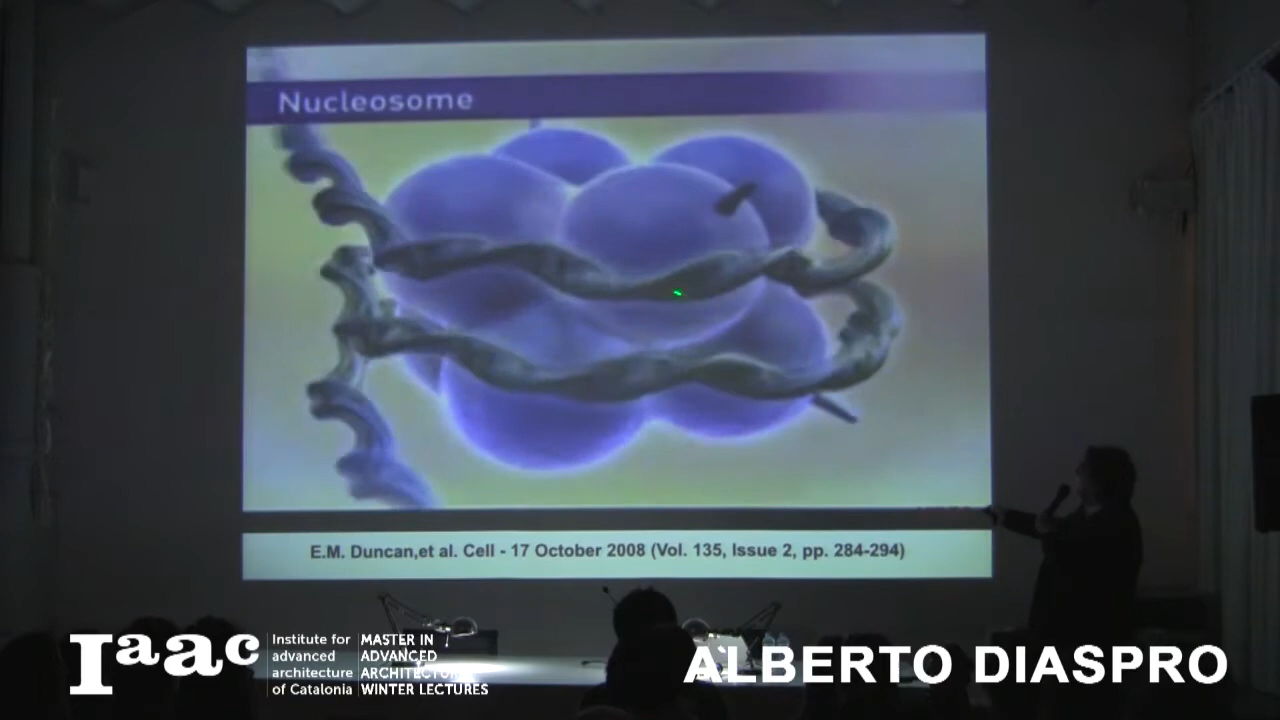 Nucleosome
E.M. Duncan,et al. Cell - 17 October 2008 (Vol. 135, Issue 2, pp. 284-294)
Iaac
Institute for
advanced
architecture
of Catalonia
MASTER IN
ADVANCED
ARCHITECTURE
WINTER LECTURES
ALBERTO DIASPRO